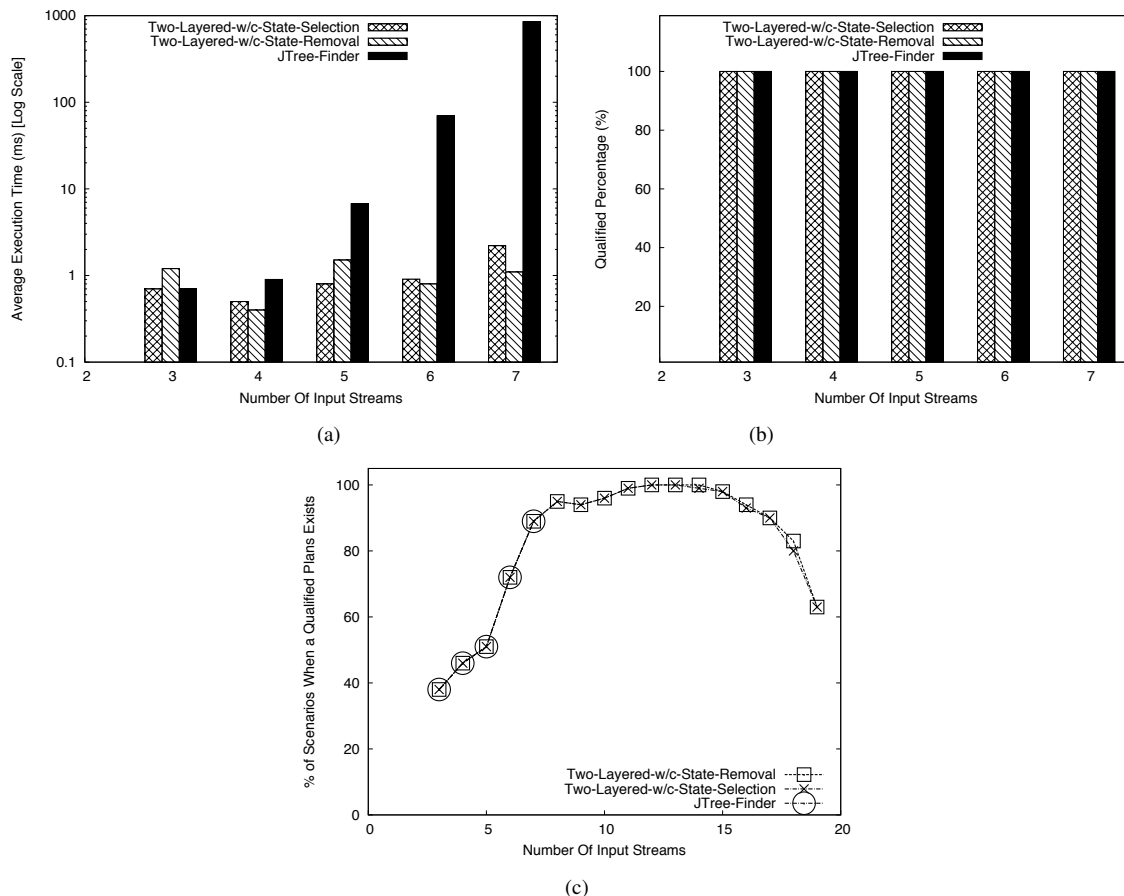 Two-Layered-w/c-State-Selection
Two-Layered-w/c-State-Removal
JTree-Finder
Average Execution Time (ms) [Log Scale]
1000
100
10
1
0.1
2 3 4 5 6 7
Number Of Input Streams
(a)
Two-Layered-w/c-State-Selection
Two-Layered-w/c-State-Removal
JTree-Finder
Qualified Percentage (%)
100
80
60
40
20
2 3 4 5 6 7
Number Of Input Streams
(b)
% of Scenarios When a Qualified Plans Exists
100
80
60
40
20
0
Two-Layered-w/c-State-Removal
Two-Layered-w/c-State-Selection
JTree-Finder
0 5 10 15 20
Number Of Input Streams
(c)